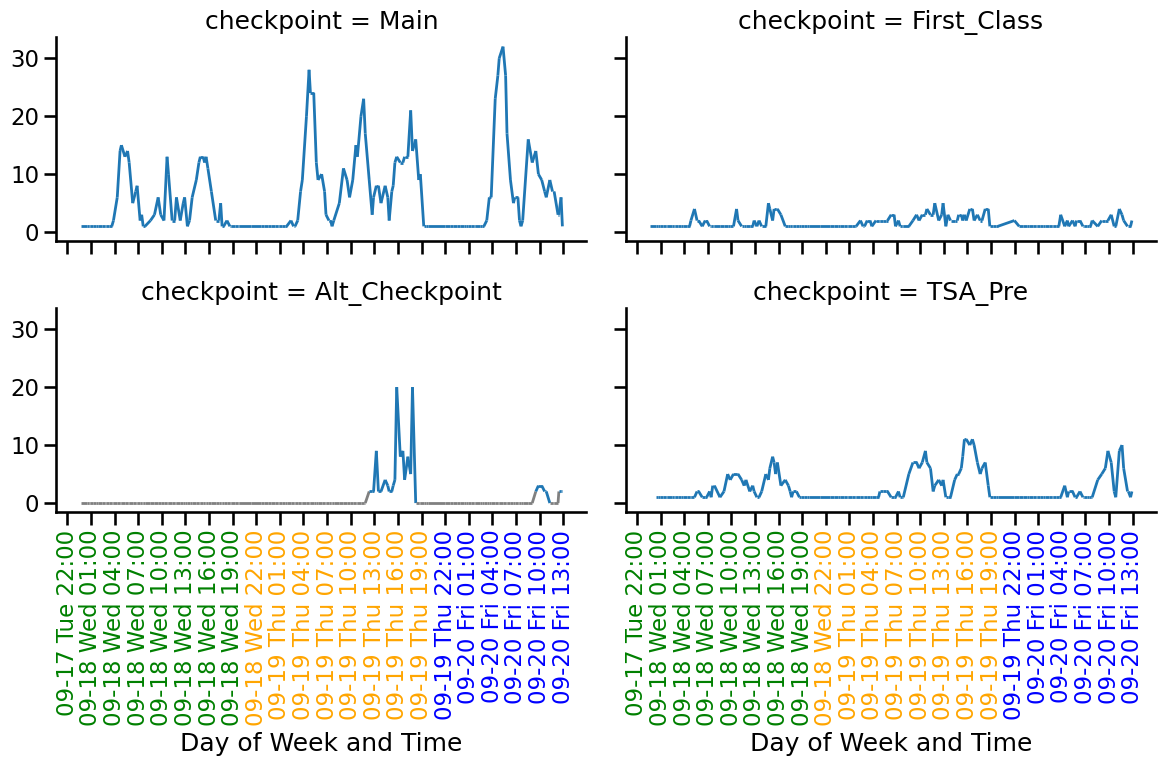 checkpoint = Main
checkpoint = First_Class
30
20
10
0
checkpoint = Alt_Checkpoint
checkpoint = TSA_Pre
30
20
10
0
09-17 Tue 22:00
09-18 Wed 01:00
09-18 Wed 04:00
09-18 Wed 07:00
09-18 Wed 10:00
09-18 Wed 13:00
09-18 Wed 16:00
09-18 Wed 19:00
09-18 Wed 22:00
09-19 Thu 01:00
09-19 Thu 04:00
09-19 Thu 07:00
09-19 Thu 10:00
09-19 Thu 13:00
09-19 Thu 16:00
09-19 Thu 19:00
09-19 Thu 22:00
09-20 Fri 01:00
09-20 Fri 04:00
09-20 Fri 07:00
09-20 Fri 10:00
09-20 Fri 13:00
09-17 Tue 22:00
09-18 Wed 01:00
09-18 Wed 04:00
09-18 Wed 07:00
09-18 Wed 10:00
09-18 Wed 13:00
09-18 Wed 16:00
09-18 Wed 19:00
09-18 Wed 22:00
09-19 Thu 01:00
09-19 Thu 04:00
09-19 Thu 07:00
09-19 Thu 10:00
09-19 Thu 13:00
09-19 Thu 16:00
09-19 Thu 19:00
09-19 Thu 22:00
09-20 Fri 01:00
09-20 Fri 04:00
09-20 Fri 07:00
09-20 Fri 10:00
09-20 Fri 13:00
Day of Week and Time
Day of Week and Time